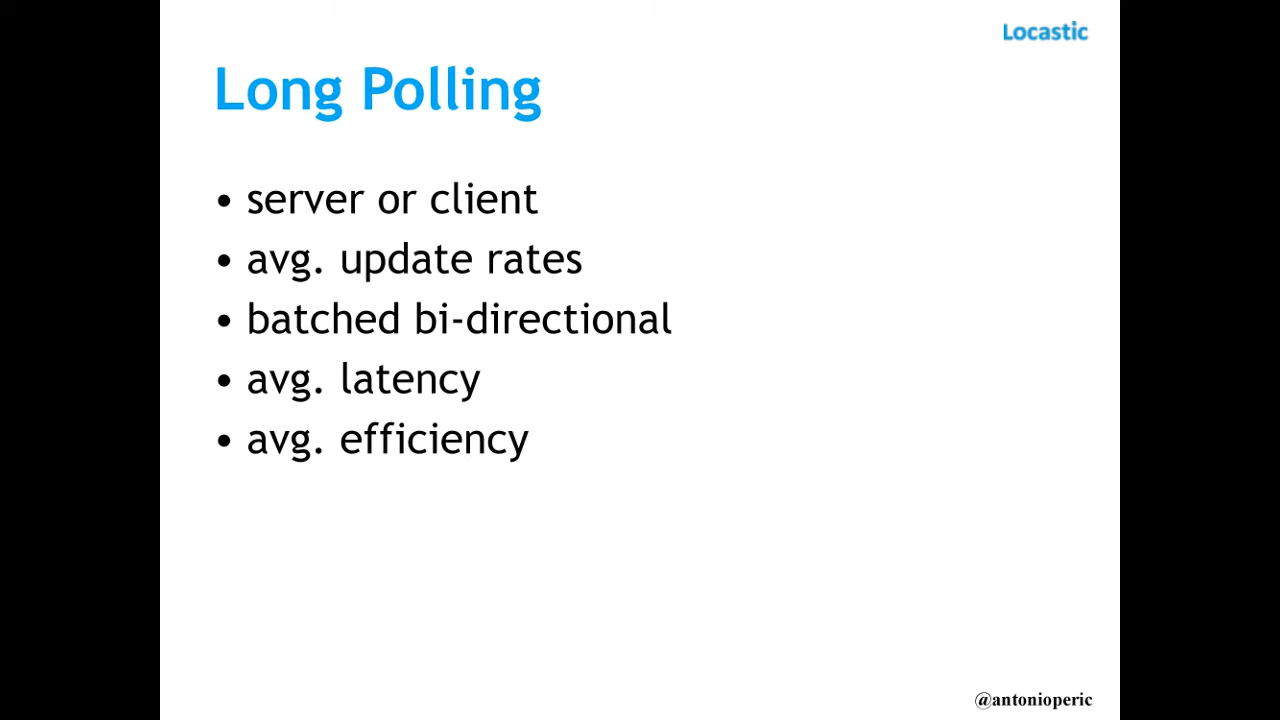 Locastic
Long Polling
• server or client
• avg. update rates
• batched bi-directional
• avg. latency
• avg. efficiency
@antonioperic